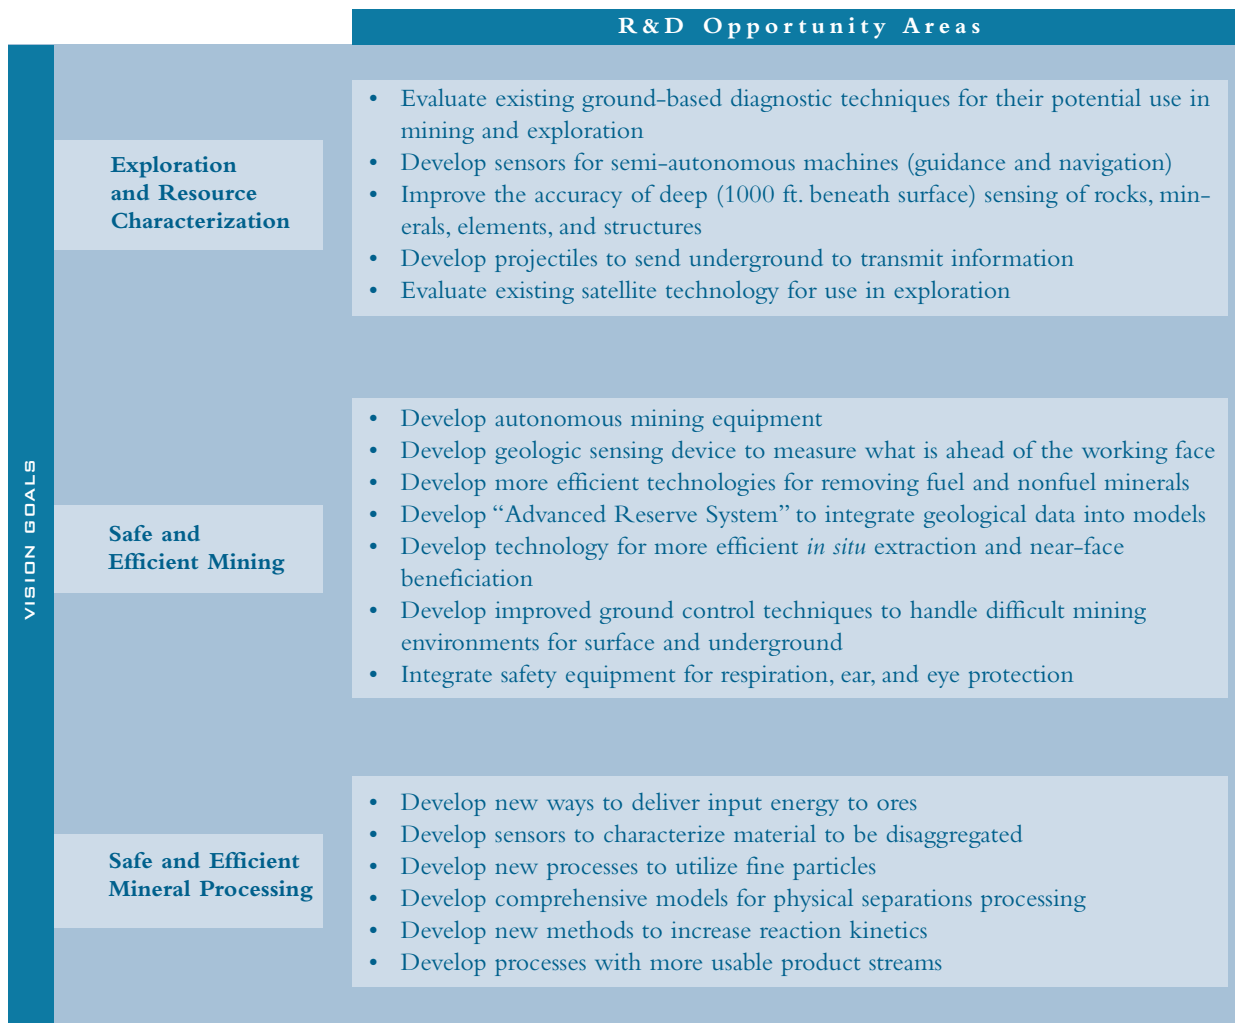 R&D Opportunity Areas
VISION GOALS
Exploration
and Resource
Characterization
• Evaluate existing ground-based diagnostic techniques for their potential use in
mining and exploration
• Develop sensors for semi-autonomous machines (guidance and navigation)
• Improve the accuracy of deep (1000 ft. beneath surface) sensing of rocks, min-
erals, elements, and structures
• Develop projectiles to send underground to transmit information
• Evaluate existing satellite technology for use in exploration
Safe and
Efficient Mining
• Develop autonomous mining equipment
• Develop geologic sensing device to measure what is ahead of the working face
• Develop more efficient technologies for removing fuel and nonfuel minerals
• Develop “Advanced Reserve System” to integrate geological data into models
• Develop technology for more efficient in situ extraction and near-face
beneficiation
• Develop improved ground control techniques to handle difficult mining
environments for surface and underground
• Integrate safety equipment for respiration, ear, and eye protection
Safe and Efficient
Mineral Processing
• Develop new ways to deliver input energy to ores
• Develop sensors to characterize material to be disaggregated
• Develop new processes to utilize fine particles
• Develop comprehensive models for physical separations processing
• Develop new methods to increase reaction kinetics
• Develop processes with more usable product streams